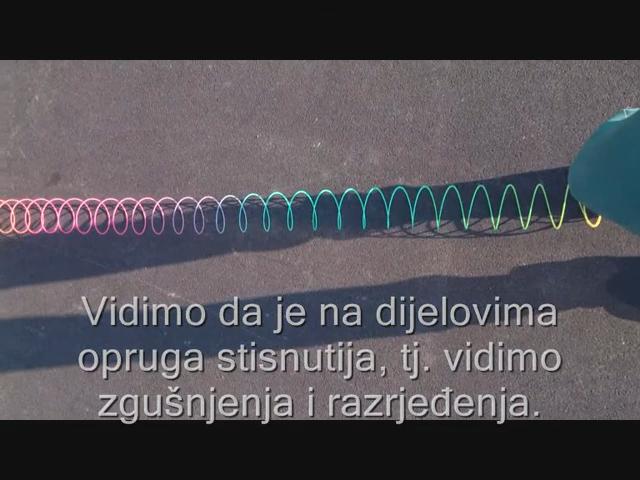 Vidimo da je na dijelovima
opruga stisnutija, tj. vidimo
zgušnjenja i razrjeđenja.